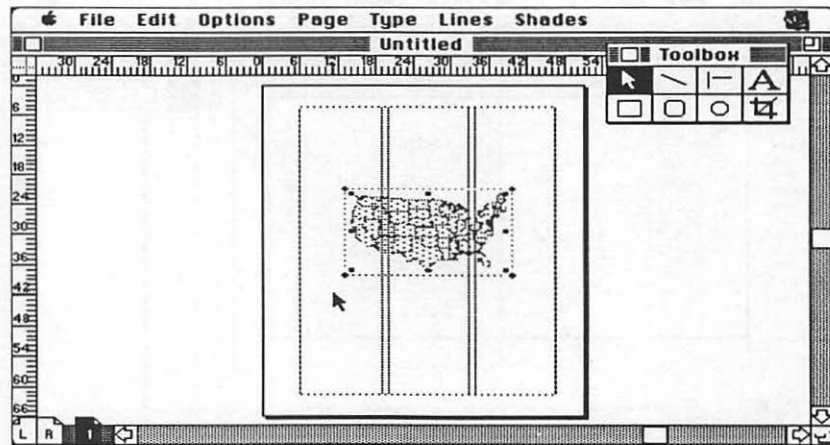 File Edit Options Page Type Lines Shades
Untitled
Toolbox
30 24 18 12 6 0 6 12 18 24 30 36 42 48 54
A
0
6
12
18
24
30
36
42
48
54
60
66
L R 1